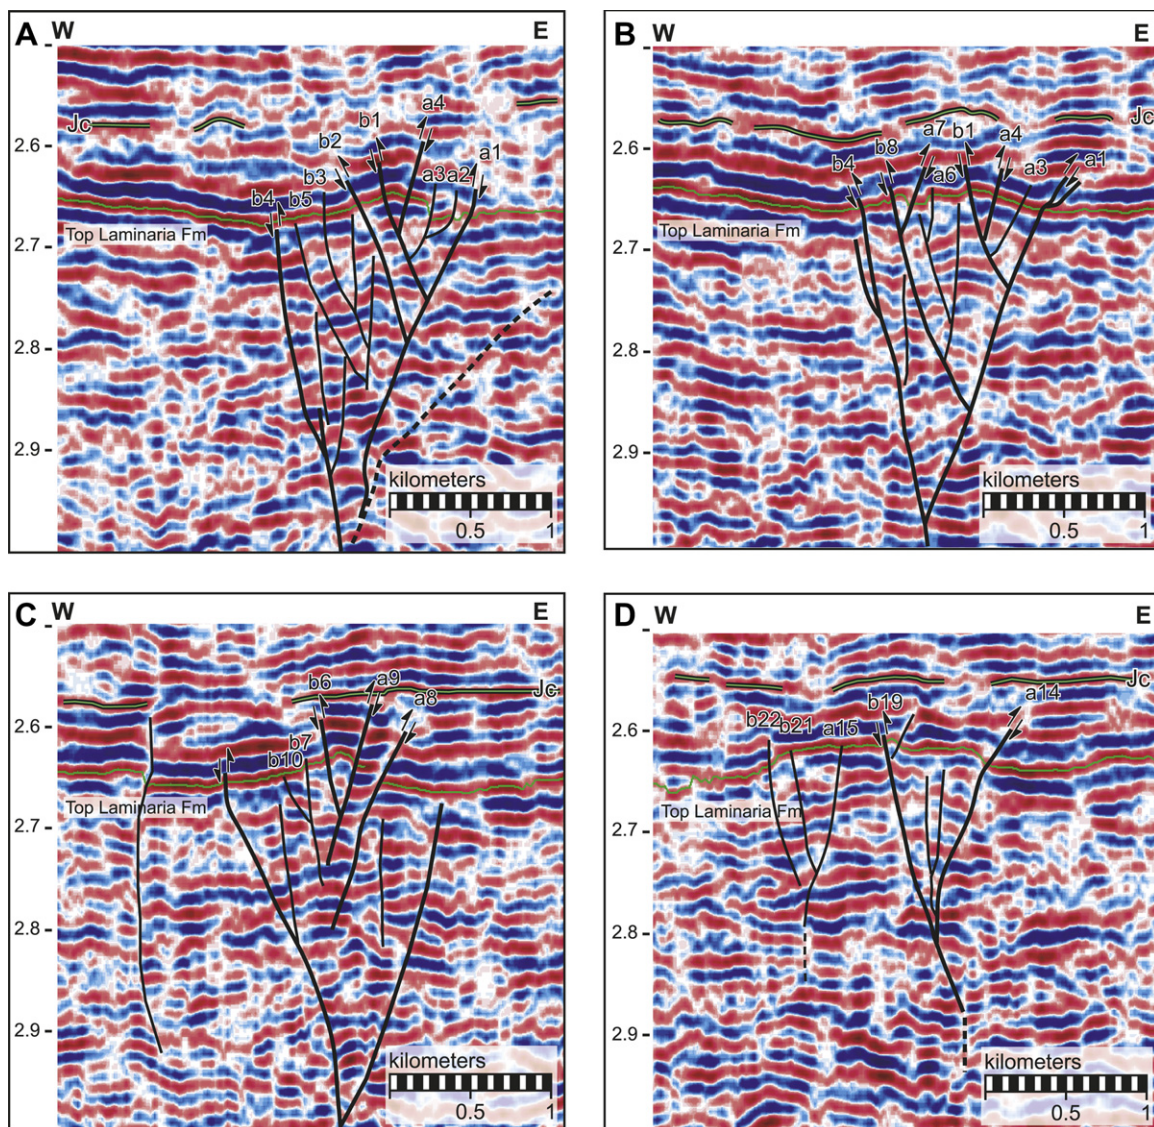 A W E
Jc
b2
b1
a4
a1
b4
b5
b3
a3
a2
2.6
Top Laminaria Fm
2.7
2.8
2.9
kilometers
0.5 1
B W E
Jc
b4
b8
a7
b1
a4
a3
a1
a6
2.6
Top Laminaria Fm
2.7
2.8
2.9
kilometers
0.5 1
C W E
Jc
b6
a9
a8
b7
b10
2.6
Top Laminaria Fm
2.7
2.8
2.9
kilometers
0.5 1
D W E
Jc
a14
b19
b22
b21
a15
2.6
Top Laminaria Fm
2.7
2.8
2.9
kilometers
0.5 1